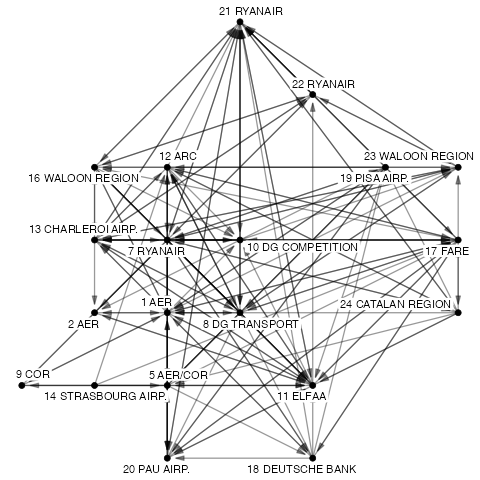 21 RYANAIR
22 RYANAIR
12 ARC
23 WALOON REGION
16 WALOON REGION
19 PISA AIRP.
13 CHARLEROI AIRP.
7 RYANAIR
10 DG COMPETITION
17 FARE
1 AER
24 CATALAN REGION
2 AER
8 DG TRANSPORT
9 COR
5 AER/COR
14 STRASBOURG AIRP.
11 ELFAA
20 PAU AIRP.
18 DEUTSCHE BANK